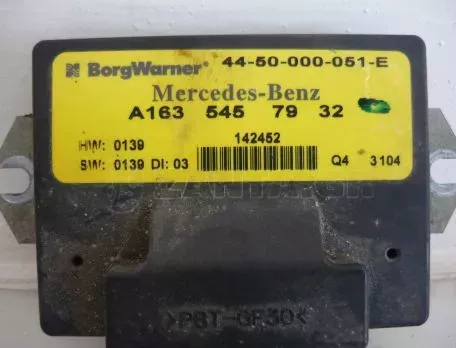 BorgWarner® 44-50-000-051-E
Mercedes-Benz
A163 545 79 32
HW: 0139 142452
SW: 0139 DI: 03 Q4 3104
>PBT-GF30<